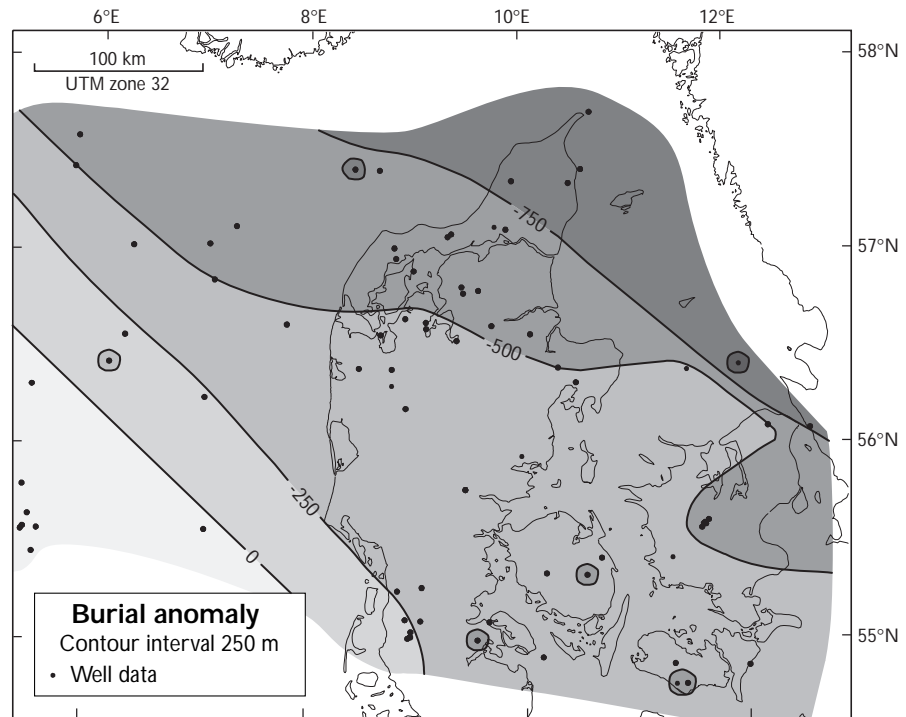 6°E 8°E 10°E 12°E
58°N
100 km
UTM zone 32
-750
57°N
-500
56°N
-250
0
Burial anomaly
Contour interval 250 m
• Well data
55°N